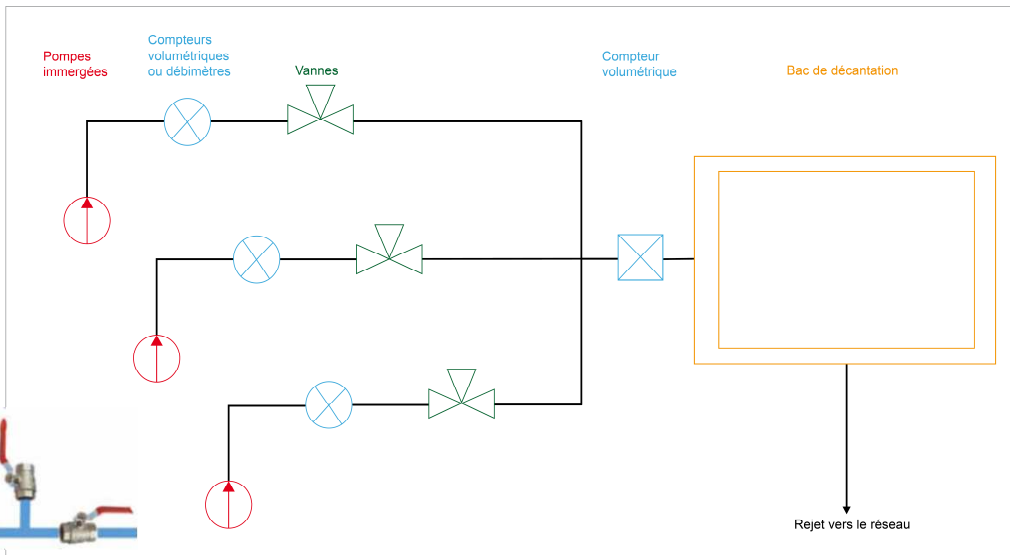 Pompes
immergées
Compteurs
volumétriques
ou débimètres
Vannes
Compteur
volumétrique
Bac de décantation
Rejet vers le réseau